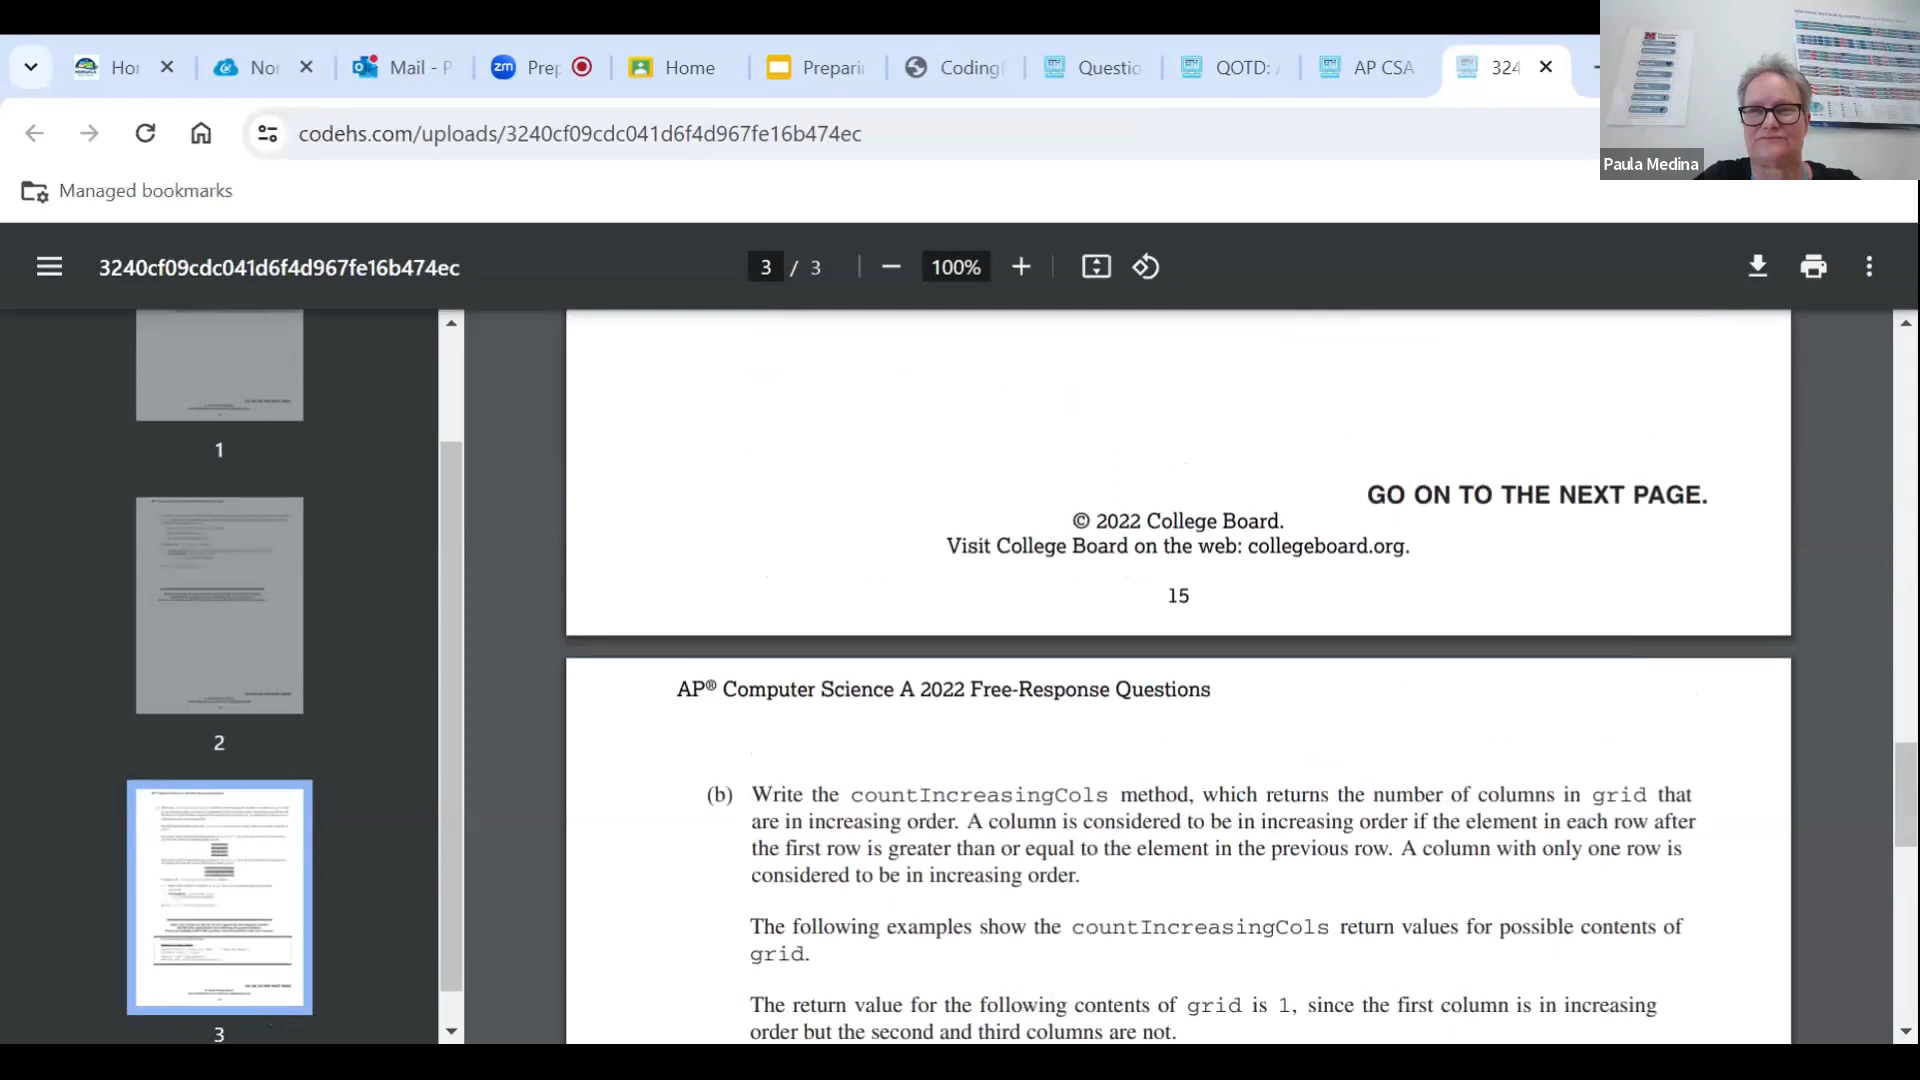 Hor
Nor
Mail - P
zm
Prep
Home
Preparin
Coding
Questio
QOTD:
AP CSA
324
codehs.com/uploads/3240cf09cdc041d6f4d967fe16b474ec
Managed bookmarks
Paula Medina
3240cf09cdc041d6f4d967fe16b474ec
3 / 3
100%
1
2
3
GO ON TO THE NEXT PAGE.
© 2022 College Board.
Visit College Board on the web: collegeboard.org.
15
AP® Computer Science A 2022 Free-Response Questions
(b) Write the countIncreasingCols method, which returns the number of columns in grid that
are in increasing order. A column is considered to be in increasing order if the element in each row after
the first row is greater than or equal to the element in the previous row. A column with only one row is
considered to be in increasing order.
The following examples show the countIncreasingCols return values for possible contents of
grid.
The return value for the following contents of grid is 1, since the first column is in increasing
order but the second and third columns are not.